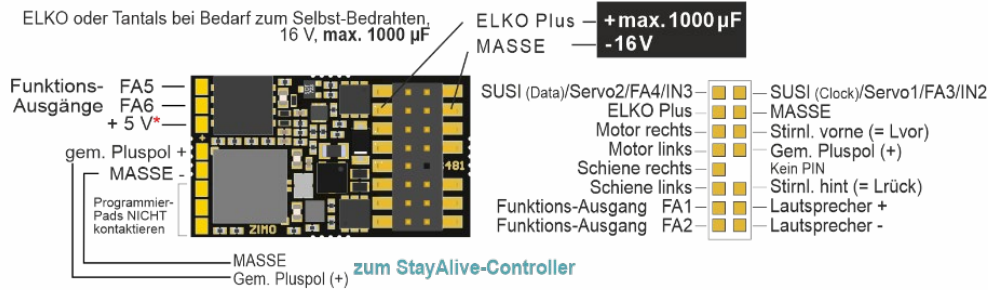 ELKO oder Tantals bei Bedarf zum Selbst-Bedrahten,
16 V, max. 1000 µF
ELKO Plus
MASSE
+max. 1000 µF
-16V
Funktions- FA5
Ausgänge FA6
+ 5 V*
gem. Pluspol +
MASSE -
Programmier-
Pads NICHT
kontaktieren
+
481
ZIMO
MASSE
Gem. Pluspol (+)
zum StayAlive-Controller
SUSI (Data)/Servo2/FA4/IN3
ELKO Plus
Motor rechts
Motor links
Schiene rechts
Schiene links
Funktions-Ausgang FA1
Funktions-Ausgang FA2
SUSI (Clock)/Servo1/FA3/IN2
MASSE
Stirnl. vorne (= Lvor)
Gem. Pluspol (+)
Kein PIN
Stirnl. hint (= Lrück)
Lautsprecher +
Lautsprecher -